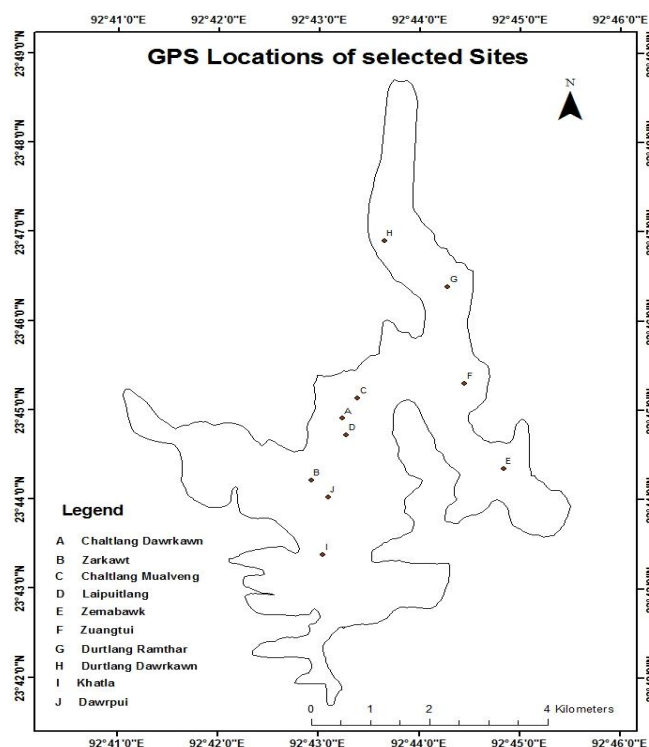 92°41'0"E 92°42'0"E 92°43'0"E 92°44'0"E 92°45'0"E 92°46'0"E
GPS Locations of selected Sites
N
23°49'0"N
23°48'0"N
23°47'0"N
23°46'0"N
23°45'0"N
23°44'0"N
23°43'0"N
23°42'0"N
H
G
F
C
A
D
E
B
J
I
Legend
A Chaltlang Dawrkawn
B Zarkawt
C Chaltlang Mualveng
D Laipuitlang
E Zemabawk
F Zuangtui
G Durtlang Ramthar
H Durtlang Dawrkawn
I Khatla
J Dawrpui
0 1 2 4 Kilometers
92°41'0"E 92°42'0"E 92°43'0"E 92°44'0"E 92°45'0"E 92°46'0"E